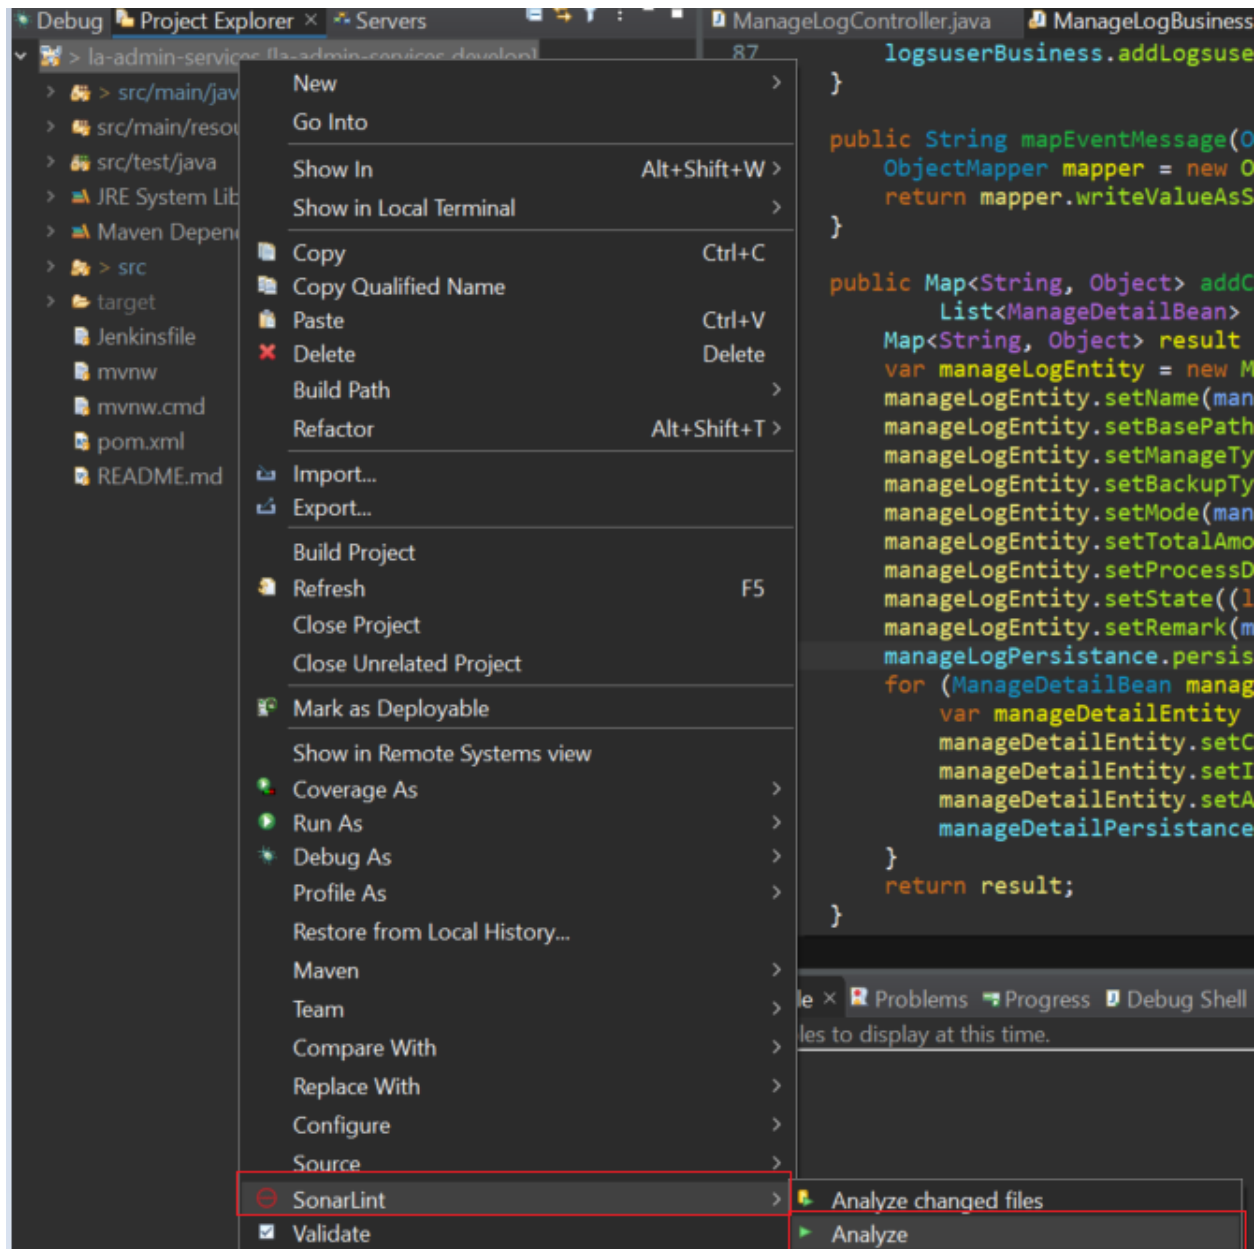 Debug Project Explorer × Servers
> la-admin-services [la-admin-services develop]
> src/main/jav
src/main/resou
src/test/java
JRE System Lib
Maven Depen
> src
target
Jenkinsfile
mvnw
mvnw.cmd
pom.xml
README.md
New
Go Into
Show In Alt+Shift+W >
Show in Local Terminal
Copy Ctrl+C
Copy Qualified Name
Paste Ctrl+V
Delete Delete
Build Path
Refactor Alt+Shift+T >
Import...
Export...
Build Project
Refresh F5
Close Project
Close Unrelated Project
Mark as Deployable
Show in Remote Systems view
Coverage As
Run As
Debug As
Profile As
Restore from Local History...
Maven
Team
Compare With
Replace With
Configure
Source
SonarLint
Validate
Analyze changed files
Analyze
ManageLogController.java ManageLogBusiness
87 logsuserBusiness.addLogsuse
}
public String mapEventMessage(O
ObjectMapper mapper = new O
return mapper.writeValueAsS
}
public Map<String, Object> addC
List<ManageDetailBean>
Map<String, Object> result
var manageLogEntity = new M
manageLogEntity.setName(man
manageLogEntity.setBasePath
manageLogEntity.setManageTy
manageLogEntity.setBackupTy
manageLogEntity.setMode(man
manageLogEntity.setTotalAmo
manageLogEntity.setProcessD
manageLogEntity.setState((l
manageLogEntity.setRemark(m
manageLogPersistance.persis
for (ManageDetailBean manag
var manageDetailEntity
manageDetailEntity.setC
manageDetailEntity.setI
manageDetailEntity.setA
manageDetailPersistance
}
return result;
}
le × Problems Progress Debug Shell
les to display at this time.